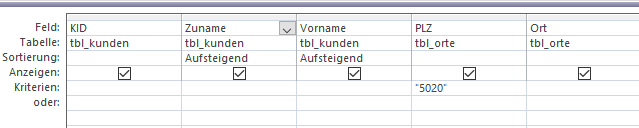 Feld: KID Zuname Vorname PLZ Ort
Tabelle: tbl_kunden tbl_kunden tbl_kunden tbl_orte tbl_orte
Sortierung: Aufsteigend Aufsteigend
Anzeigen:
Kriterien: "5020"
oder: